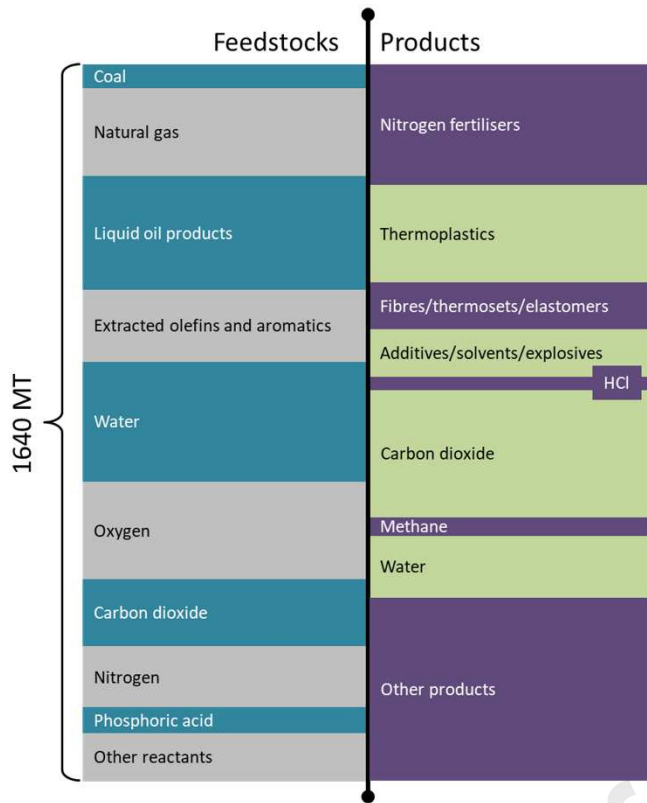 Feedstocks
Products
1640 MT
Coal
Natural gas
Liquid oil products
Extracted olefins and aromatics
Water
Oxygen
Carbon dioxide
Nitrogen
Phosphoric acid
Other reactants
Nitrogen fertilisers
Thermoplastics
Fibres/thermosets/elastomers
Additives/solvents/explosives
HCl
Carbon dioxide
Methane
Water
Other products